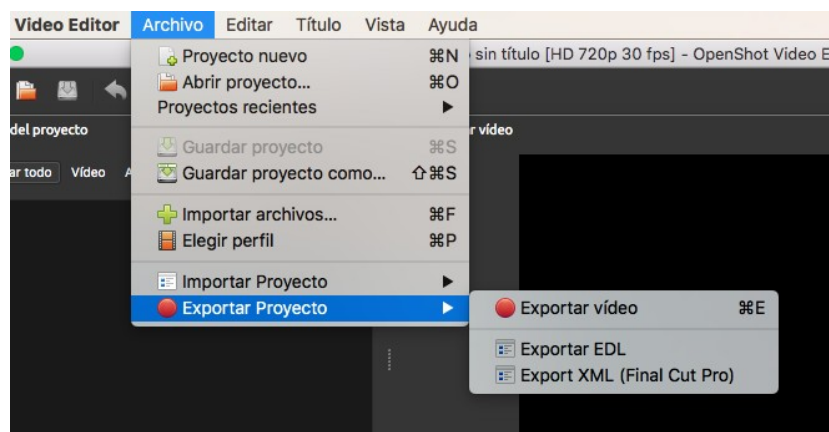 Video Editor Archivo Editar Título Vista Ayuda
sin título [HD 720p 30 fps] - OpenShot Video E
Proyecto nuevo ⌘N
Abrir proyecto... ⌘O
Proyectos recientes ▶
del proyecto
r vídeo
Guardar proyecto ⌘S
ar todo Vídeo A
Guardar proyecto como... ⇧⌘S
Importar archivos... ⌘F
Elegir perfil ⌘P
Importar Proyecto ▶
Exportar Proyecto ▶
Exportar vídeo ⌘E
Exportar EDL
Export XML (Final Cut Pro)